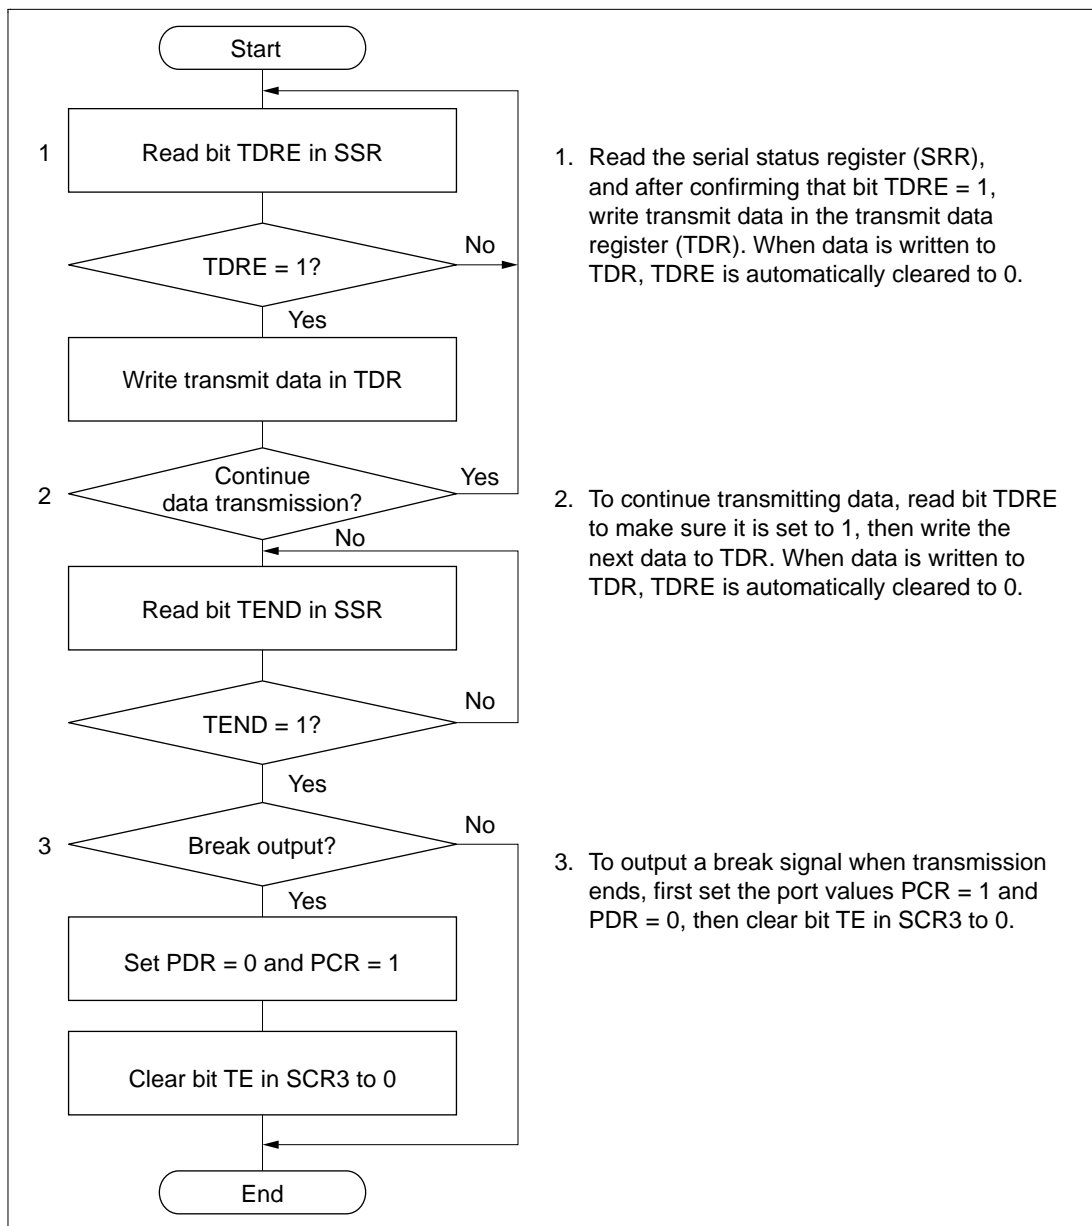 Start
1
Read bit TDRE in SSR
1. Read the serial status register (SRR),
and after confirming that bit TDRE = 1,
write transmit data in the transmit data
register (TDR). When data is written to
TDR, TDRE is automatically cleared to 0.
TDRE = 1?
No
Yes
Write transmit data in TDR
2
Continue
data transmission?
Yes
No
2. To continue transmitting data, read bit TDRE
to make sure it is set to 1, then write the
next data to TDR. When data is written to
TDR, TDRE is automatically cleared to 0.
Read bit TEND in SSR
TEND = 1?
No
Yes
3
Break output?
No
Yes
3. To output a break signal when transmission
ends, first set the port values PCR = 1 and
PDR = 0, then clear bit TE in SCR3 to 0.
Set PDR = 0 and PCR = 1
Clear bit TE in SCR3 to 0
End